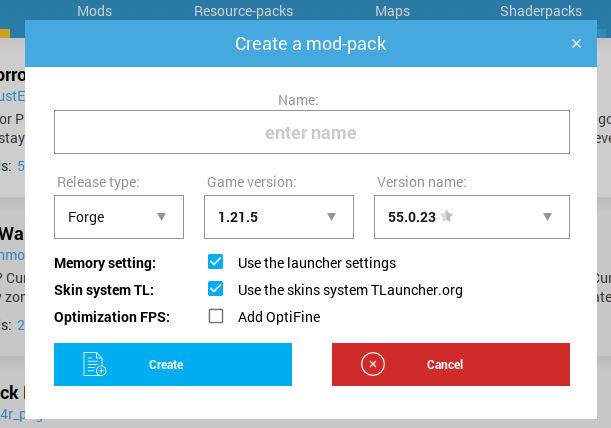 Mods Resource-packs Maps Shaderpacks
Create a mod-pack ×
Name:
enter name
Release type: Game version: Version name:
Forge 1.21.5 55.0.23
Memory setting: Use the launcher settings
Skin system TL: Use the skins system TLauncher.org
Optimization FPS: Add OptiFine
Create Cancel